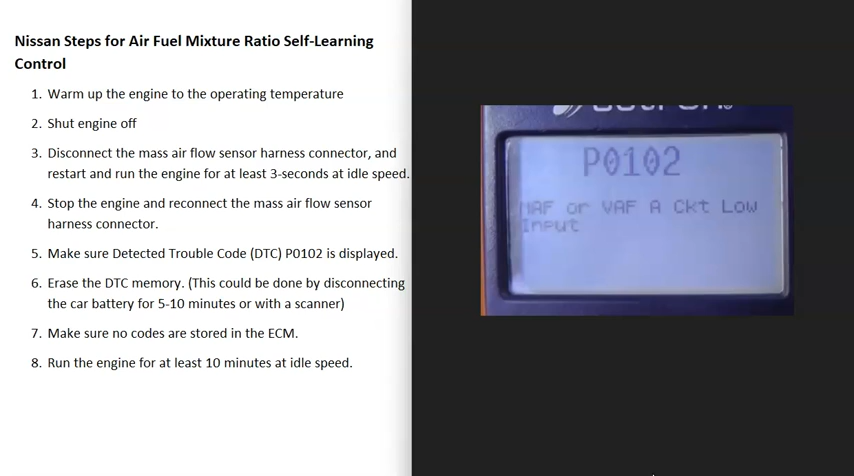 Nissan Steps for Air Fuel Mixture Ratio Self-Learning
Control
1. Warm up the engine to the operating temperature
2. Shut engine off
3. Disconnect the mass air flow sensor harness connector, and
restart and run the engine for at least 3-seconds at idle speed.
4. Stop the engine and reconnect the mass air flow sensor
harness connector.
5. Make sure Detected Trouble Code (DTC) P0102 is displayed.
6. Erase the DTC memory. (This could be done by disconnecting
the car battery for 5-10 minutes or with a scanner)
7. Make sure no codes are stored in the ECM.
8. Run the engine for at least 10 minutes at idle speed.
P0102
MAF or VAF A Ckt Low
Input